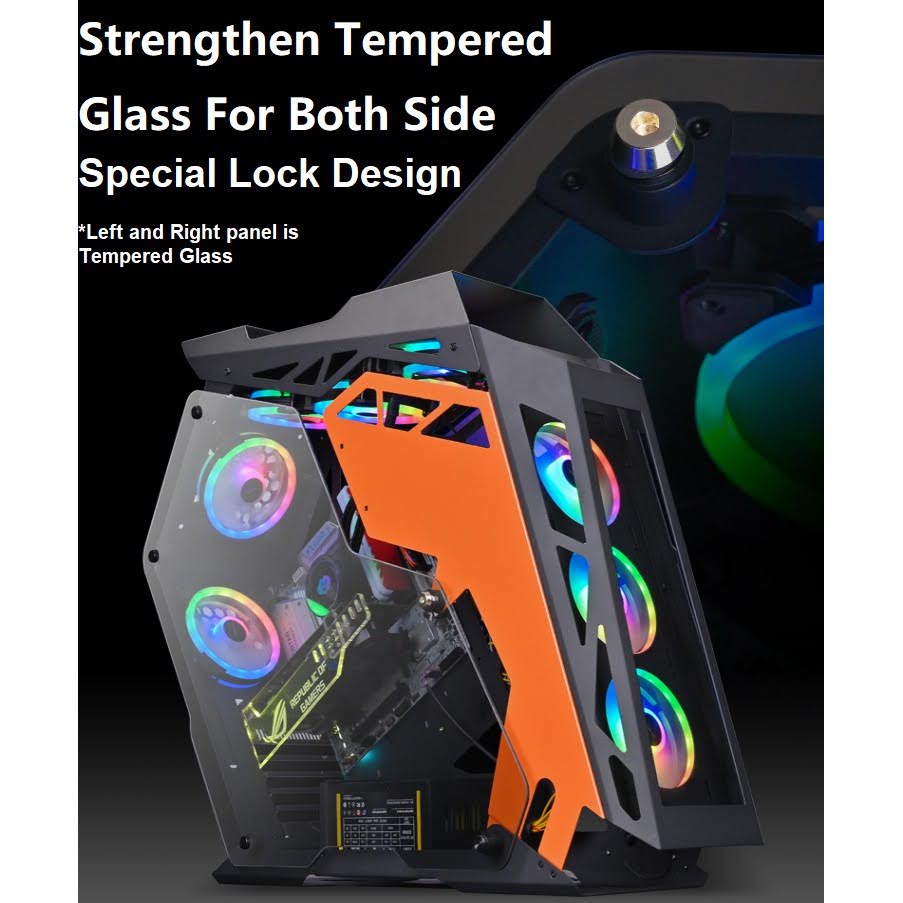 Strengthen Tempered
Glass For Both Side
Special Lock Design
*Left and Right panel is
Tempered Glass
REPUBLIC OF
GAMERS